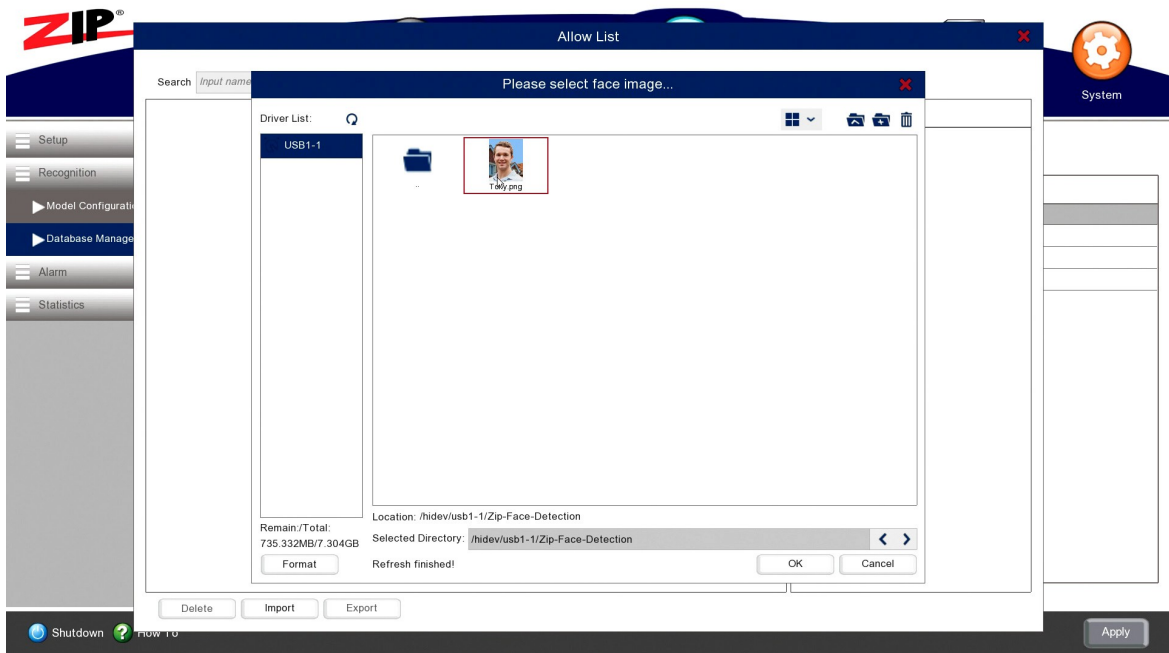 ZIP®
Allow List
System
Search Input name
Please select face image...
Driver List:
USB1-1
..
Tony.png
Setup
Recognition
Model Configurati
Database Manage
Alarm
Statistics
Location: /hidev/usb1-1/Zip-Face-Detection
Remain:/Total:
735.332MB/7.304GB
Selected Directory: /hidev/usb1-1/Zip-Face-Detection
Format
Refresh finished!
OK
Cancel
Delete
Import
Export
Shutdown
How To
Apply